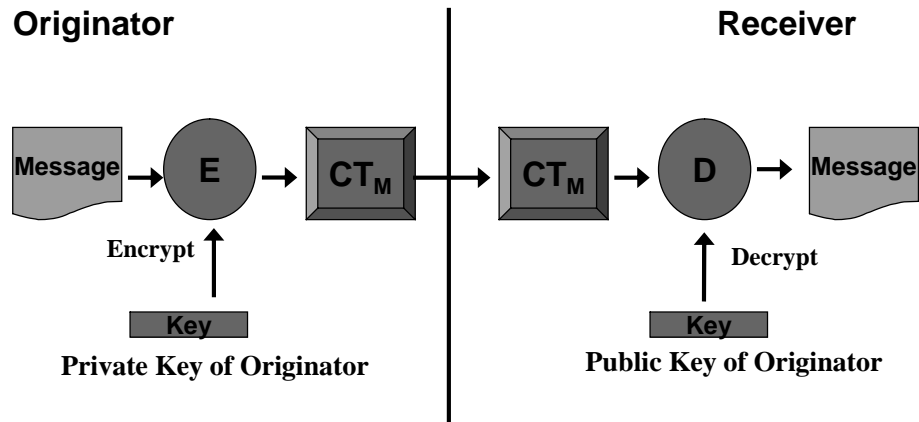 Originator
Receiver
Message
E
CTM
CTM
D
Message
Encrypt
Decrypt
Key
Key
Private Key of Originator
Public Key of Originator